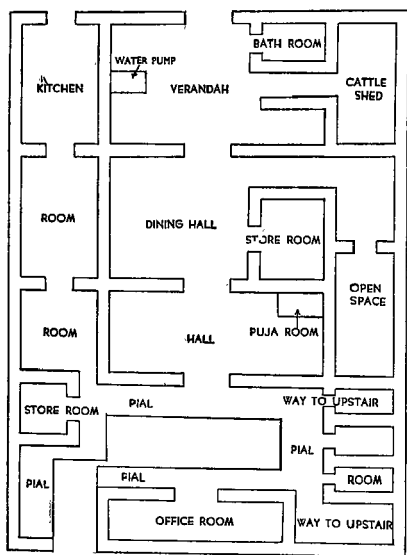 BATH ROOM
WATER PUMP
KITCHEN
VERANDAH
CATTLE
SHED
ROOM
DINING HALL
STORE ROOM
OPEN
SPACE
ROOM
HALL
PUJA ROOM
PIAL
WAY TO UPSTAIR
STORE ROOM
PIAL
PIAL
PIAL
ROOM
OFFICE ROOM
WAY TO UPSTAIR